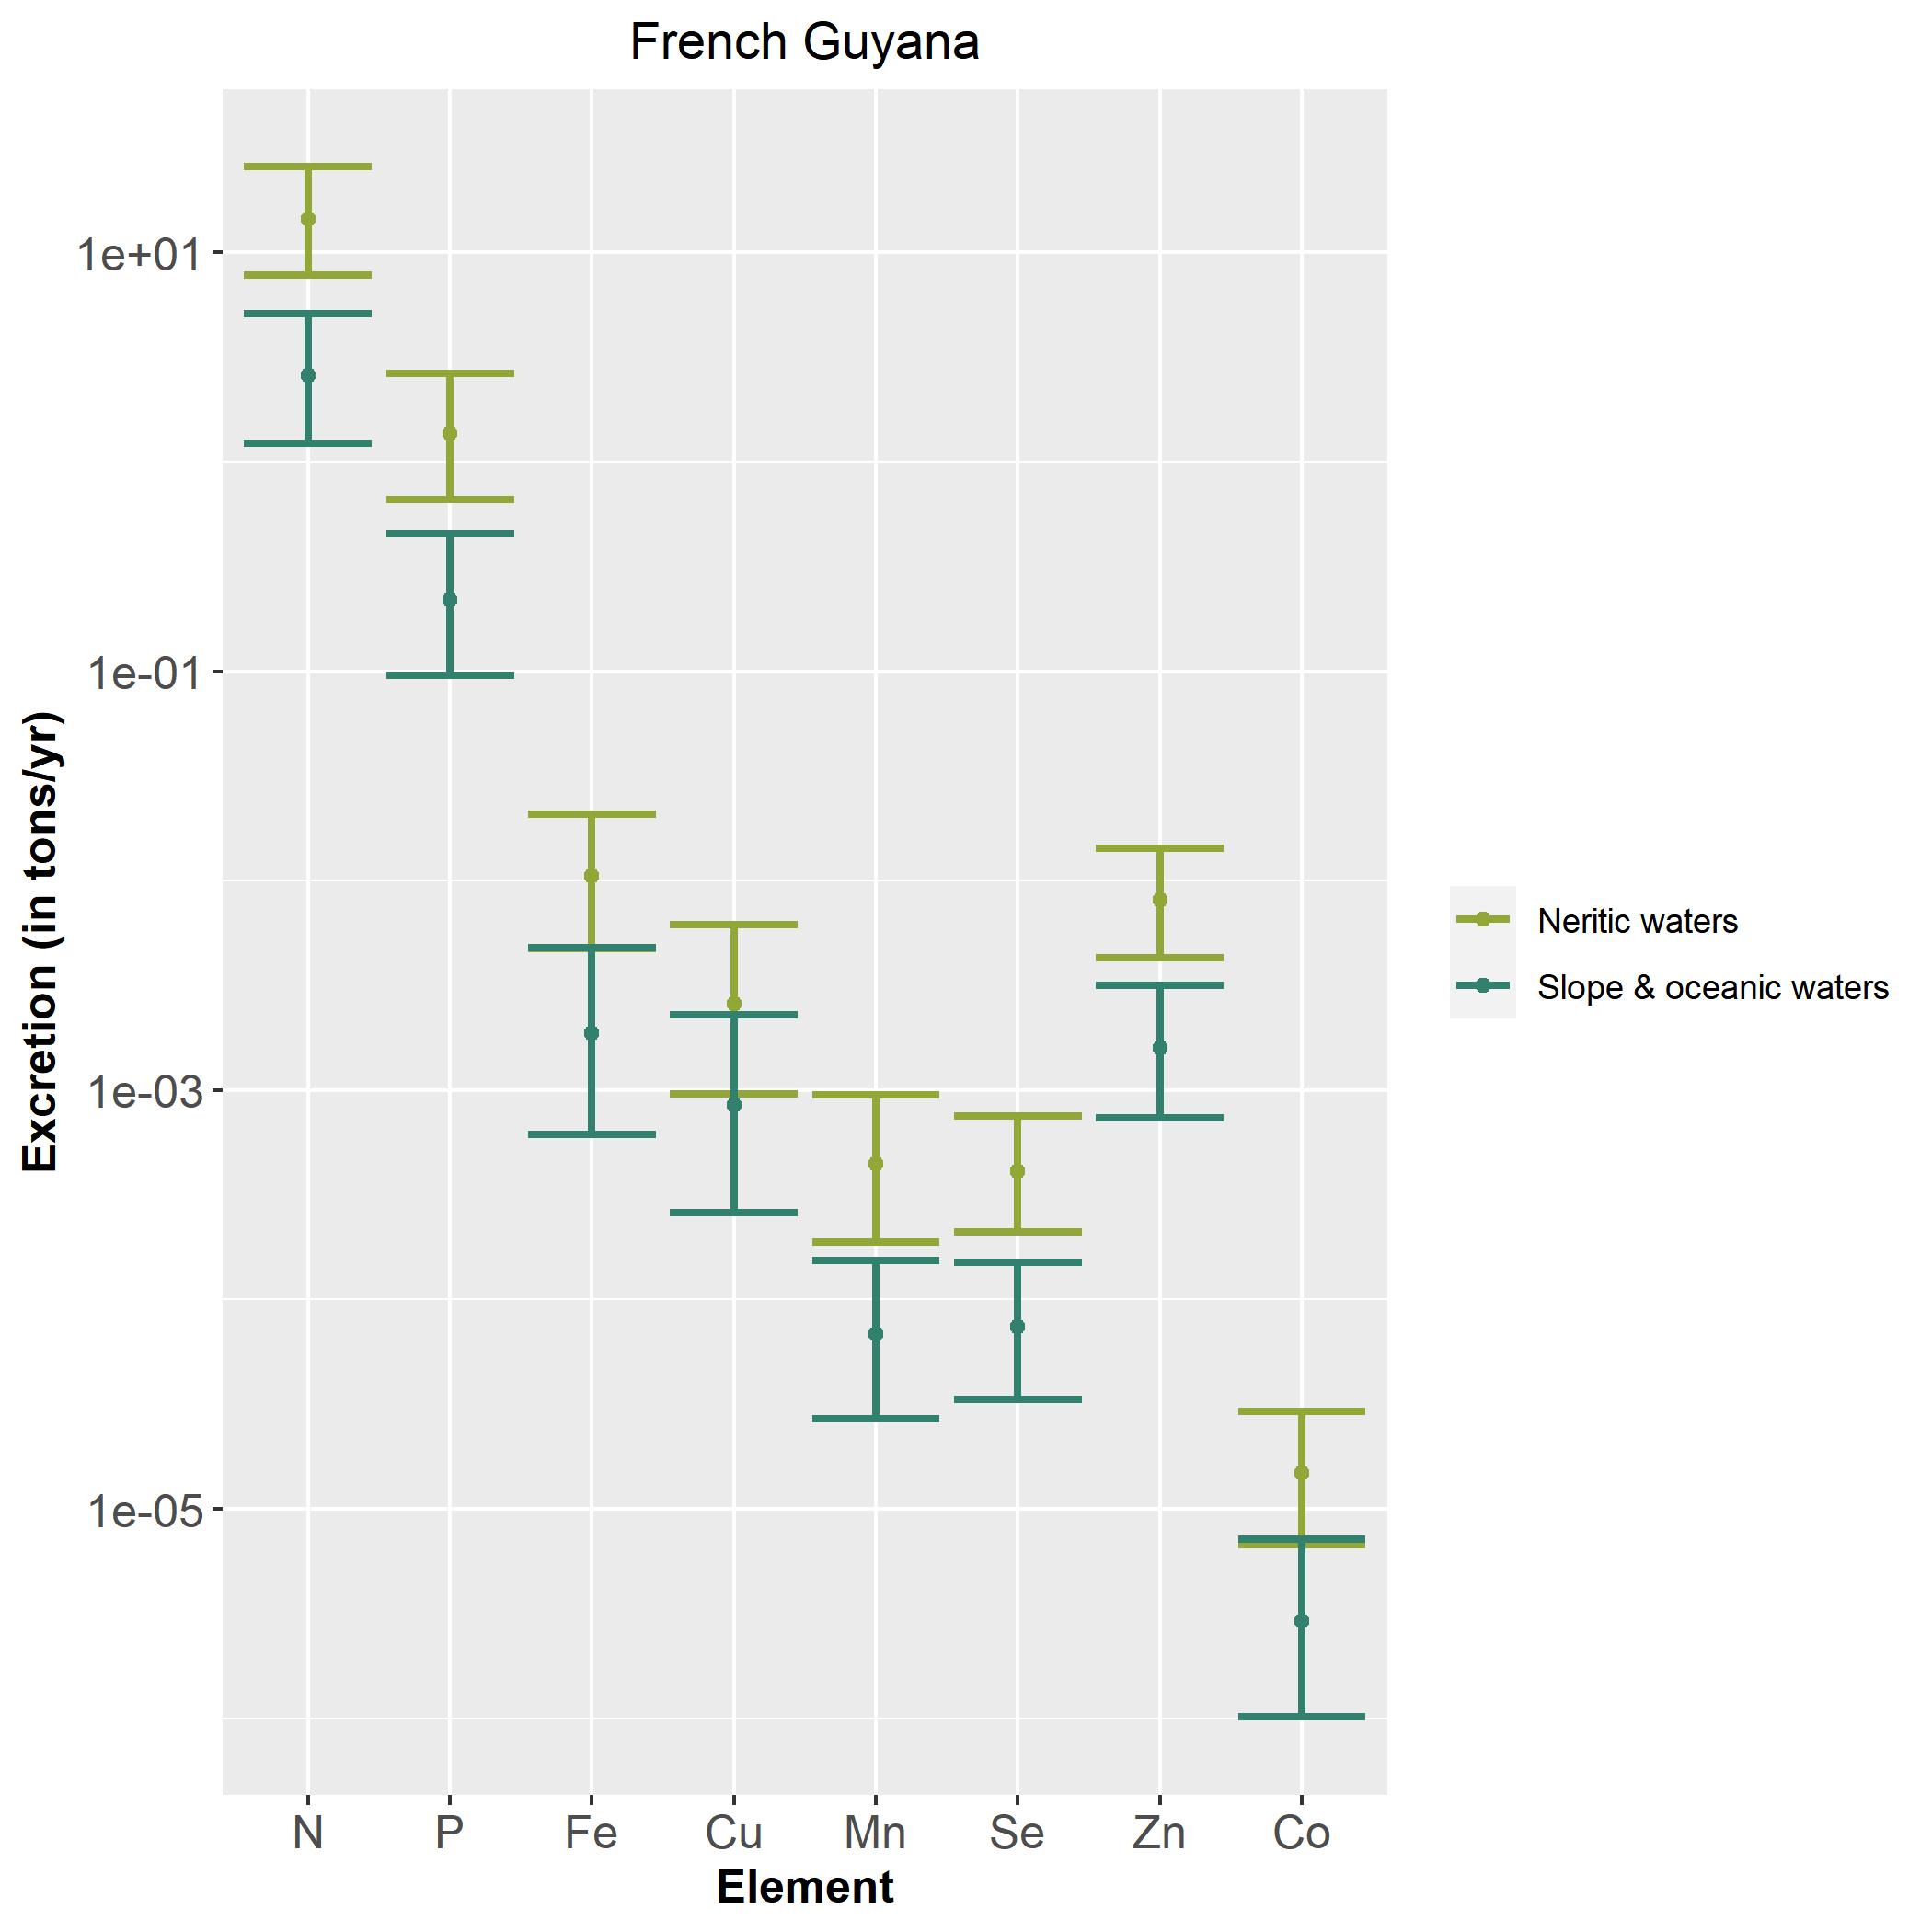 French Guyana
Excretion (in tons/yr)
1e+01
1e-01
1e-03
1e-05
N P Fe Cu Mn Se Zn Co
Element
Neritic waters
Slope & oceanic waters